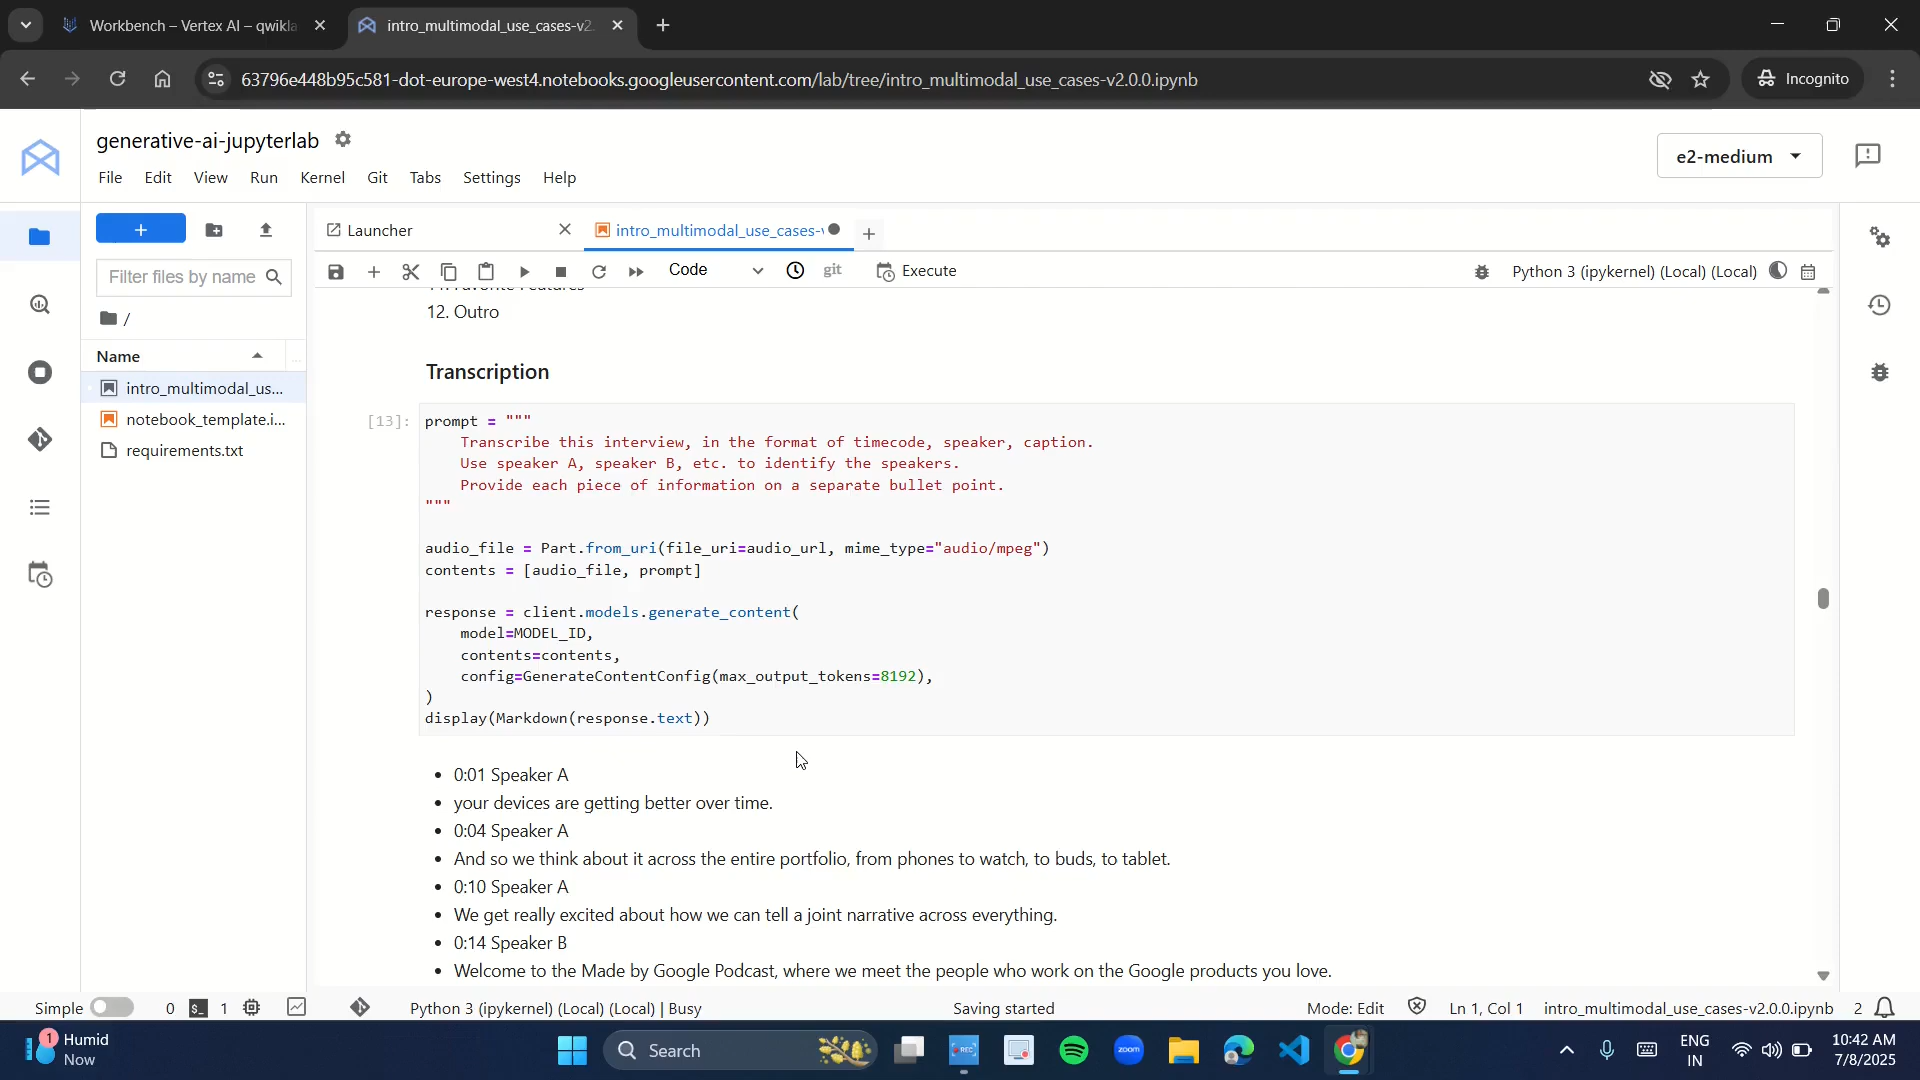 Workbench – Vertex AI – qwikla
intro_multimodal_use_cases-v2.
63796e448b95c581-dot-europe-west4.notebooks.googleusercontent.com/lab/tree/intro_multimodal_use_cases-v2.0.0.ipynb
Incognito
generative-ai-jupyterlab
e2-medium
File Edit View Run Kernel Git Tabs Settings Help
Launcher
intro_multimodal_use_cases-v
Filter files by name
Code
git
Execute
Python 3 (ipykernel) (Local) (Local)
/
Name
intro_multimodal_us...
notebook_template.i...
requirements.txt
11. Favorite Features
12. Outro
Transcription
[13]:
prompt = """
Transcribe this interview, in the format of timecode, speaker, caption.
Use speaker A, speaker B, etc. to identify the speakers.
Provide each piece of information on a separate bullet point.
"""
audio_file = Part.from_uri(file_uri=audio_url, mime_type="audio/mpeg")
contents = [audio_file, prompt]
response = client.models.generate_content(
model=MODEL_ID,
contents=contents,
config=GenerateContentConfig(max_output_tokens=8192),
)
display(Markdown(response.text))
• 0:01 Speaker A
• your devices are getting better over time.
• 0:04 Speaker A
• And so we think about it across the entire portfolio, from phones to watch, to buds, to tablet.
• 0:10 Speaker A
• We get really excited about how we can tell a joint narrative across everything.
• 0:14 Speaker B
• Welcome to the Made by Google Podcast, where we meet the people who work on the Google products you love.
Simple 0 1 Python 3 (ipykernel) (Local) (Local) | Busy Saving started Mode: Edit Ln 1, Col 1 intro_multimodal_use_cases-v2.0.0.ipynb 2
1
Humid
Now
Search
REC
zoom
ENG
IN
10:42 AM
7/8/2025